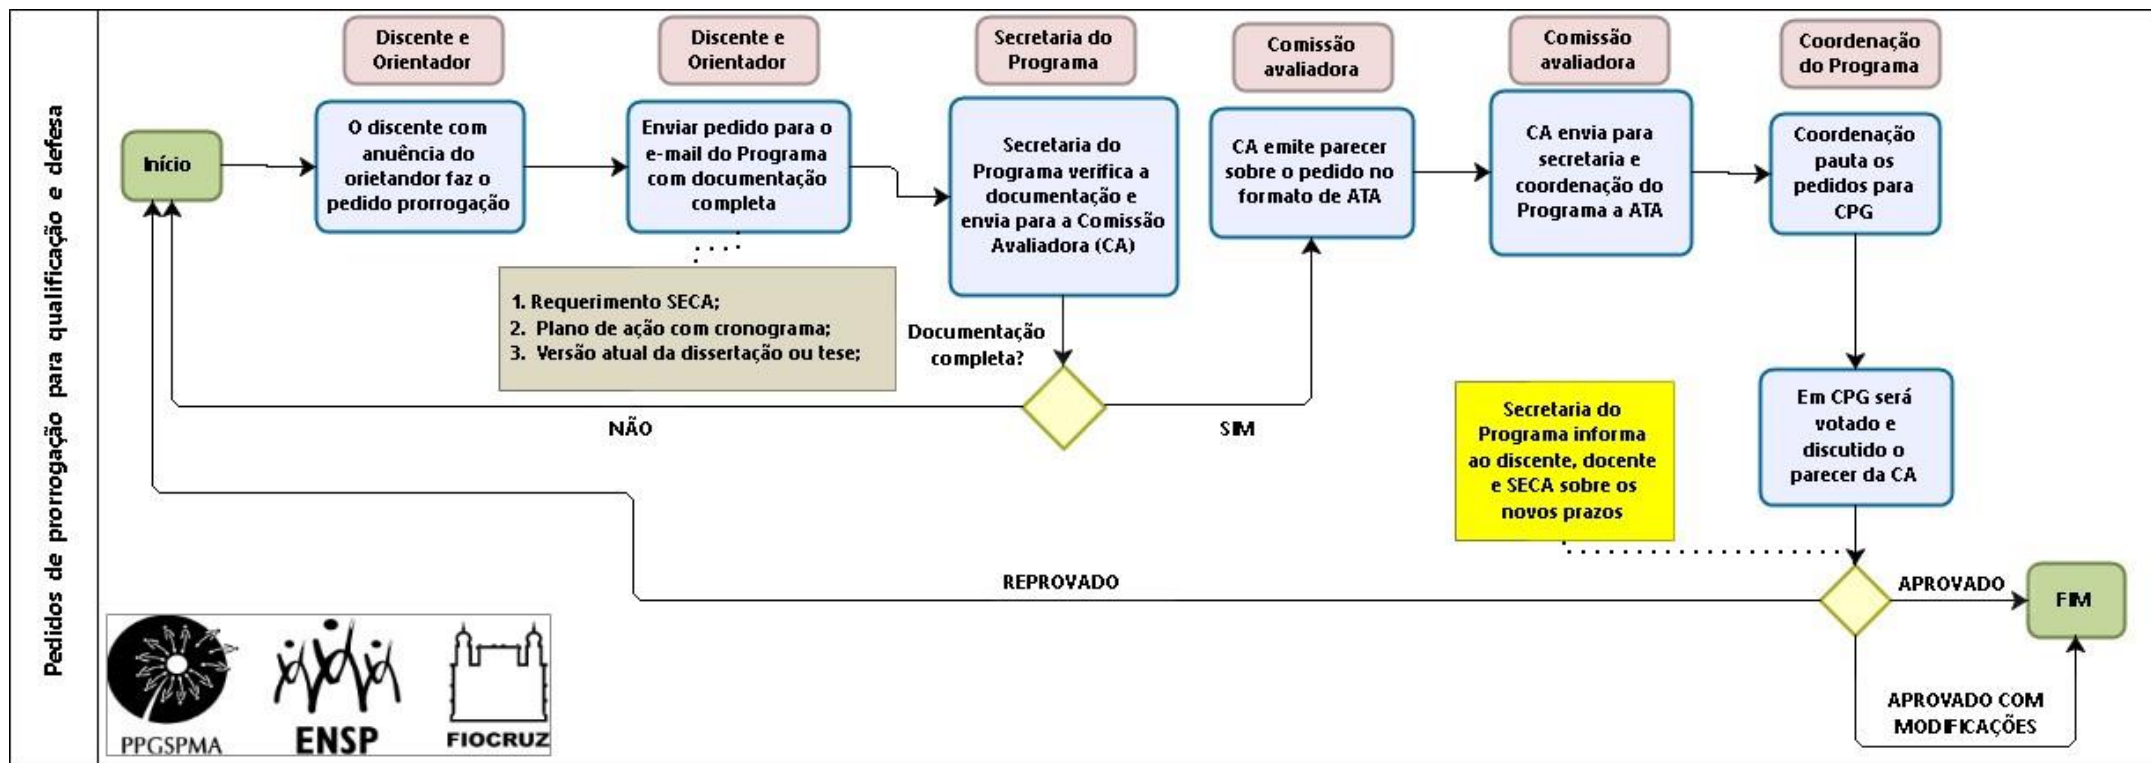 Pedidos de prorrogação para qualificação e defesa
Discente e
Orientador
Discente e
Orientador
Secretaria do
Programa
Comissão
avaliadora
Comissão
avaliadora
Coordenação
do Programa
Início
O discente com
anuência do
orietandor faz o
pedido prorrogação
Enviar pedido para o
e-mail do Programa
com documentação
completa
Secretaria do
Programa verifica a
documentação e
envia para a Comissão
Avaliadora (CA)
CA emite parecer
sobre o pedido no
formato de ATA
CA envia para
secretaria e
coordenação do
Programa a ATA
Coordenação
pauta os
pedidos para
CPG
1. Requerimento SECA;
2. Plano de ação com cronograma;
3. Versão atual da dissertação ou tese;
Documentação
completa?
NÃO
SIM
Secretaria do
Programa informa
ao discente, docente
e SECA sobre os
novos prazos
Em CPG será
votado e
discutido o
parecer da CA
REPROVADO
APROVADO
FIM
APROVADO COM
MODIFICAÇÕES
PPGSPMA
ENSP
FIOCRUZ